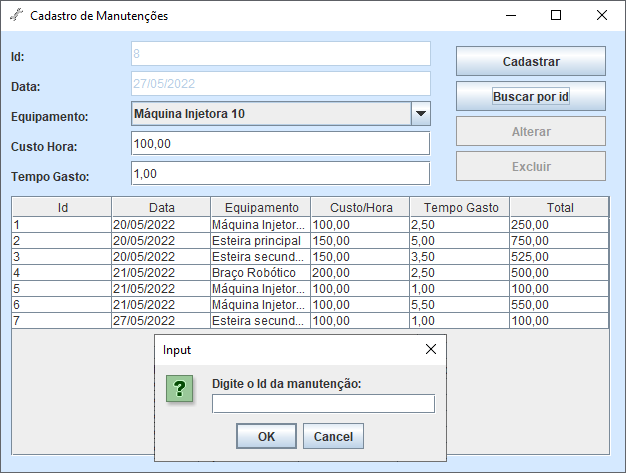 Cadastro de Manutenções
Id: 8
Data: 27/05/2022
Equipamento: Máquina Injetora 10
Custo Hora: 100,00
Tempo Gasto: 1,00
Cadastrar
Buscar por id
Alterar
Excluir
Id Data Equipamento Custo/Hora Tempo Gasto Total
1 20/05/2022 Máquina Injetor... 100,00 2,50 250,00
2 20/05/2022 Esteira principal 150,00 5,00 750,00
3 20/05/2022 Esteira secund... 150,00 3,50 525,00
4 21/05/2022 Braço Robótico 200,00 2,50 500,00
5 21/05/2022 Máquina Injetor... 100,00 1,00 100,00
6 21/05/2022 Máquina Injetor... 100,00 5,50 550,00
7 27/05/2022 Esteira secund... 100,00 1,00 100,00
Input
Digite o Id da manutenção:
?
OK Cancel